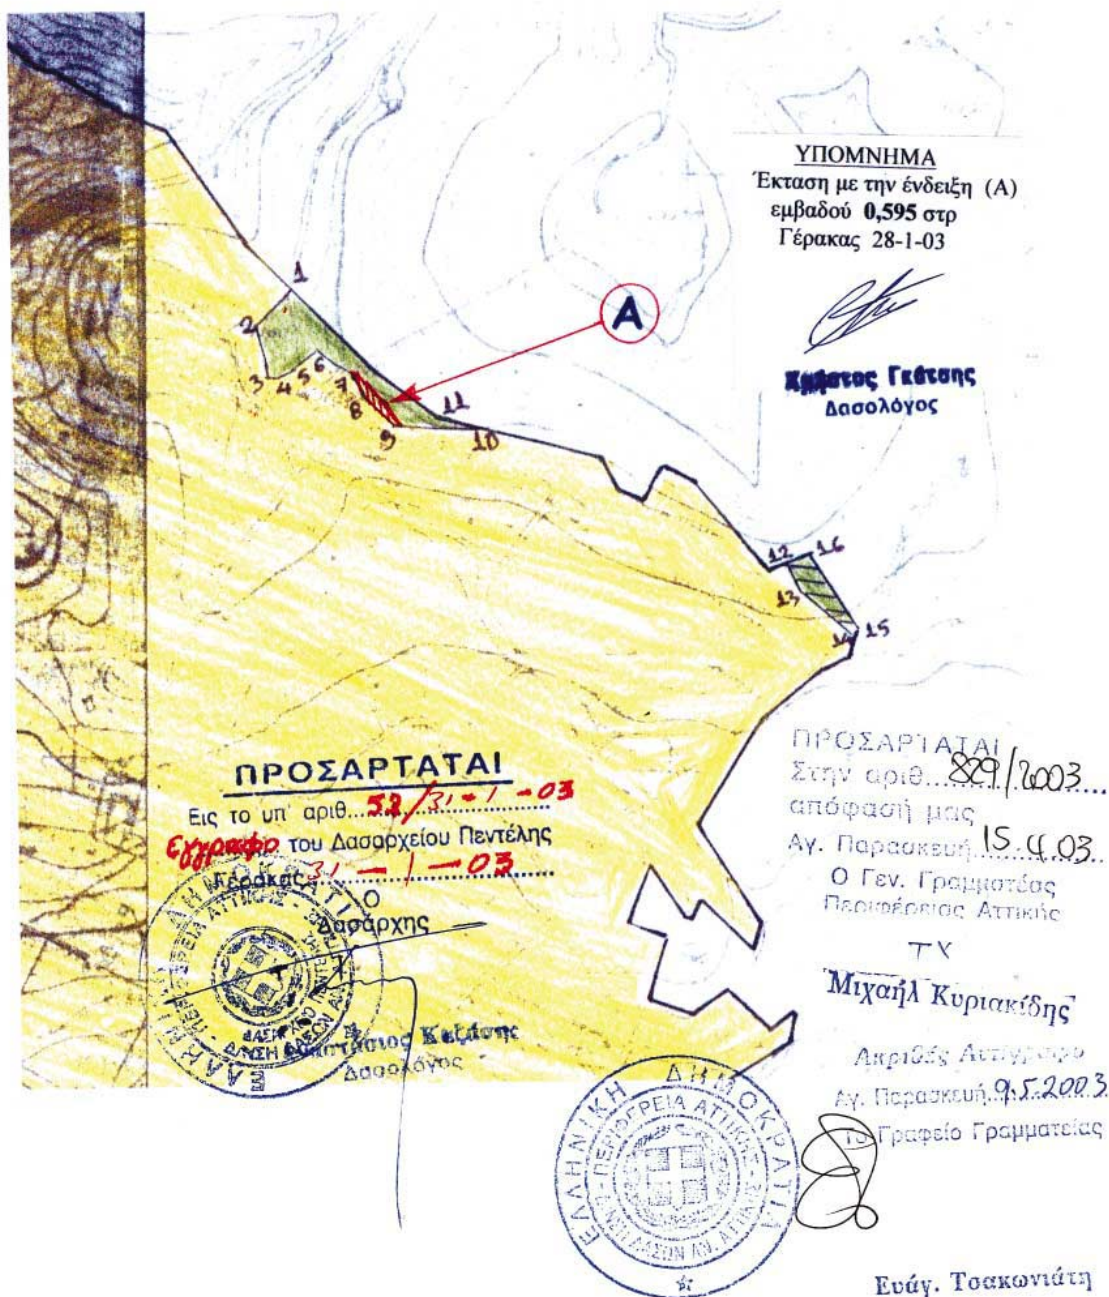 ΥΠΟΜΝΗΜΑ
Έκταση με την ένδειξη (Α)
εμβαδού 0,595 στρ
Γέρακας 28-1-03
Γκάτσης
Δασολόγος
Α
1
2
3
4
5
6
7
8
9
10
11
12
13
14
15
16
ΠΡΟΣΑΡΤΑΤΑΙ
Εις το υπ' αριθ. 52/31-1-03
έγγραφο του Δασαρχείου Πεντέλης
Γέρακας 31-1-03
Ο
Δασάρχης
Καζάσης
Δασολόγος
ΠΡΟΣΑΡΤΑΤΑΙ
Στην αριθ. 829/2003
απόφασή μας
Αγ. Παρασκευή 15.4.03
Ο Γεν. Γραμματέας
Περιφέρειας Αττικής
Μιχαήλ Κυριακίδης
Ακριβές Αντίγραφο
Αγ. Παρασκευή 9.5.2003
Το Γραφείο Γραμματείας
ΕΛΛΗΝΙΚΗ ΔΗΜΟΚΡΑΤΙΑ
ΠΕΡΙΦΕΡΕΙΑ ΑΤΤΙΚΗΣ
Ευάγ. Τσακωνιάτη